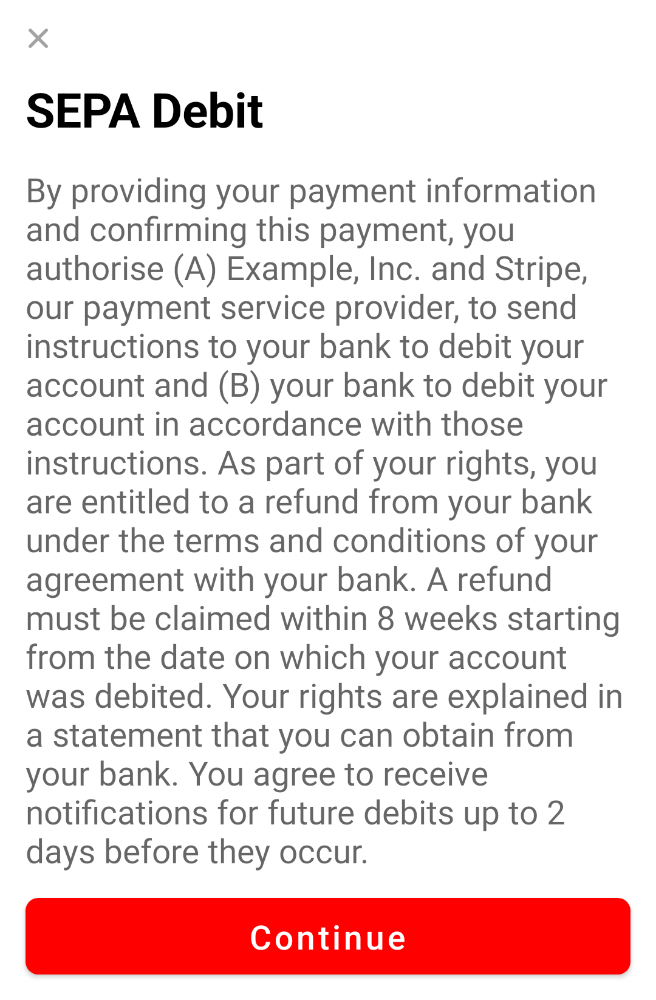 SEPA Debit
By providing your payment information
and confirming this payment, you
authorise (A) Example, Inc. and Stripe,
our payment service provider, to send
instructions to your bank to debit your
account and (B) your bank to debit your
account in accordance with those
instructions. As part of your rights, you
are entitled to a refund from your bank
under the terms and conditions of your
agreement with your bank. A refund
must be claimed within 8 weeks starting
from the date on which your account
was debited. Your rights are explained in
a statement that you can obtain from
your bank. You agree to receive
notifications for future debits up to 2
days before they occur.
Continue